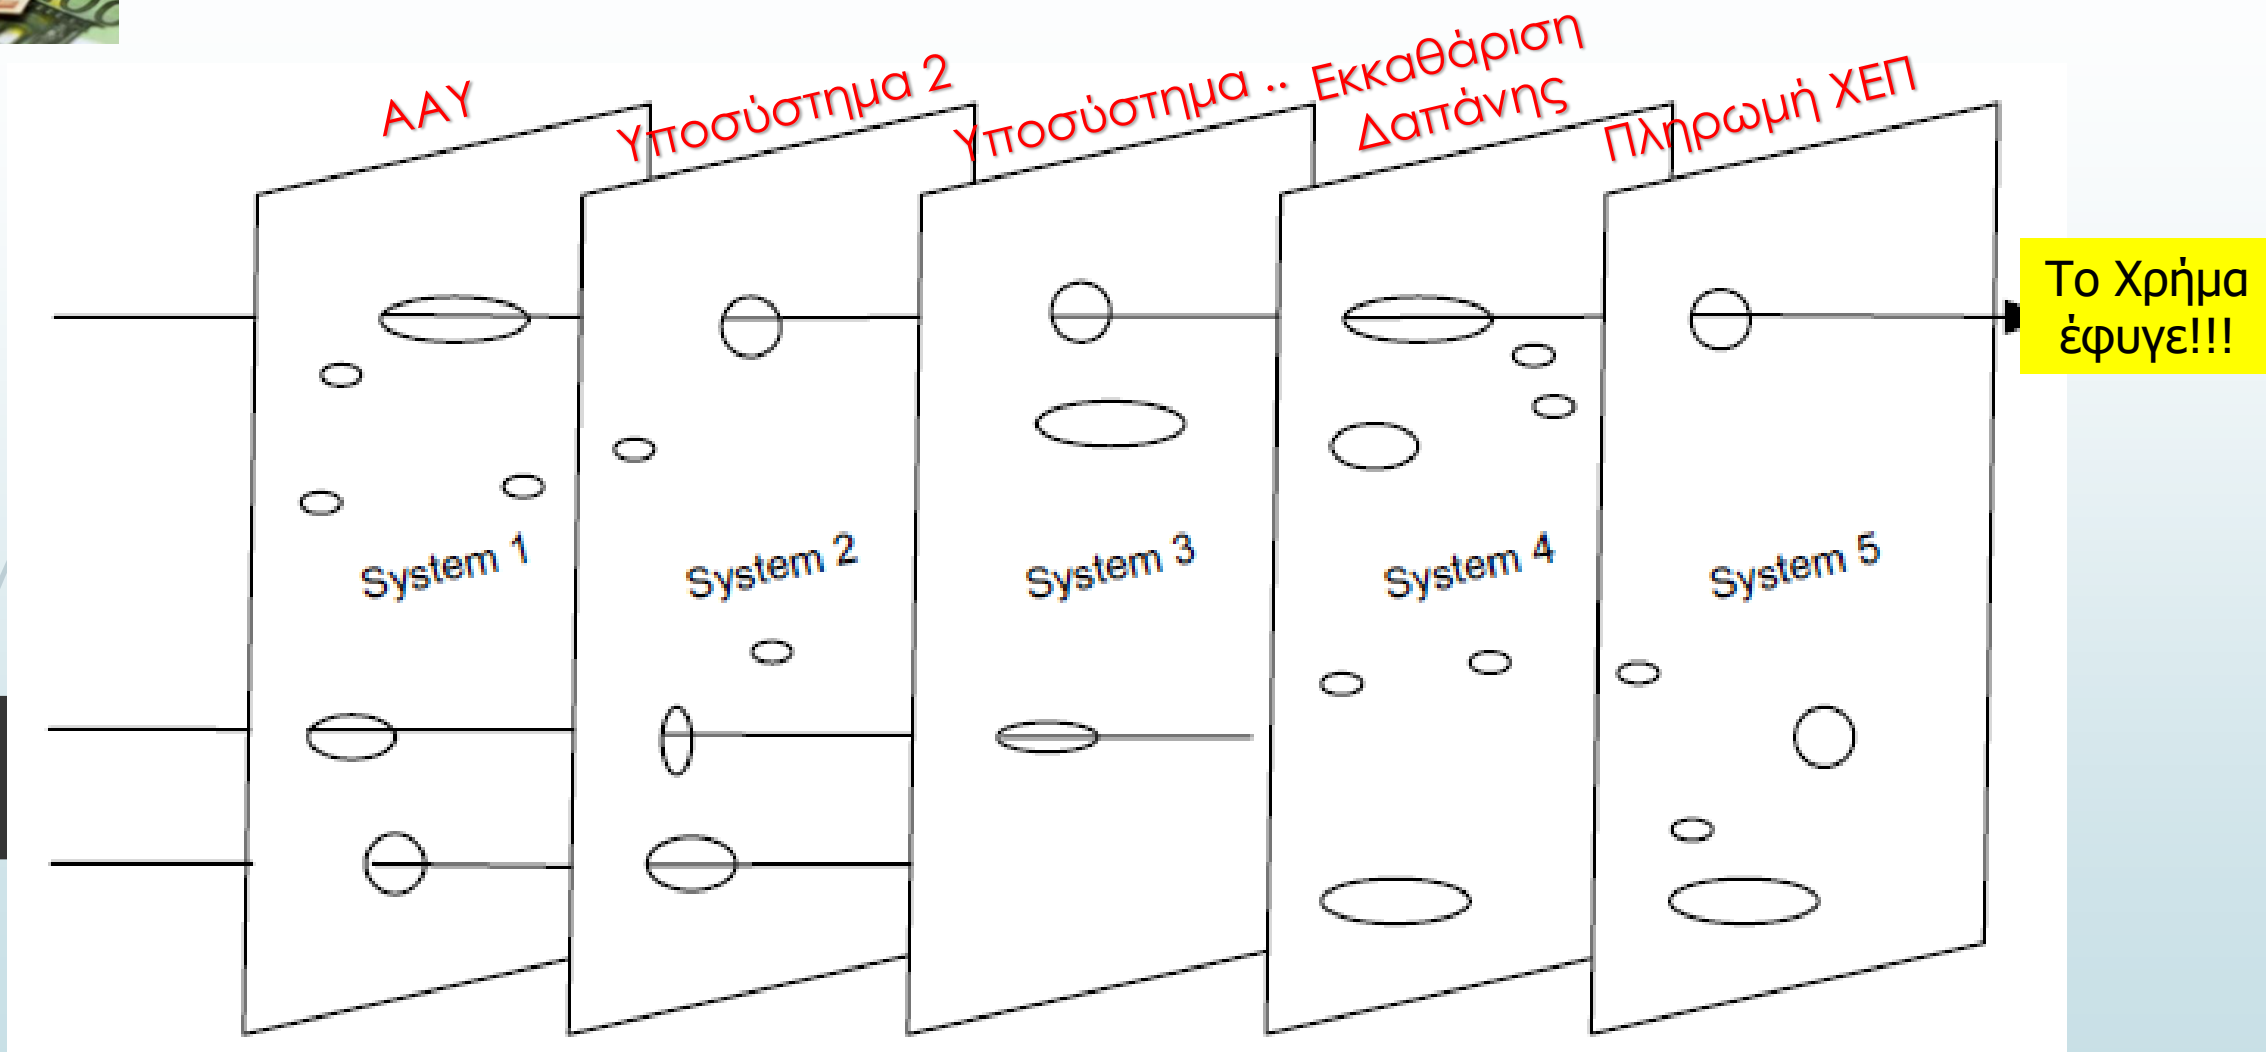 ΑΑΥ
Υποσύστημα 2
Υποσύστημα ..
Εκκαθάριση
Δαπάνης
Πληρωμή ΧΕΠ
Το Χρήμα
έφυγε!!!
System 1
System 2
System 3
System 4
System 5